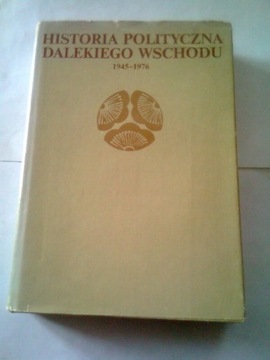 HISTORIA POLITYCZNA
DALEKIEGO WSCHODU
1945-1976